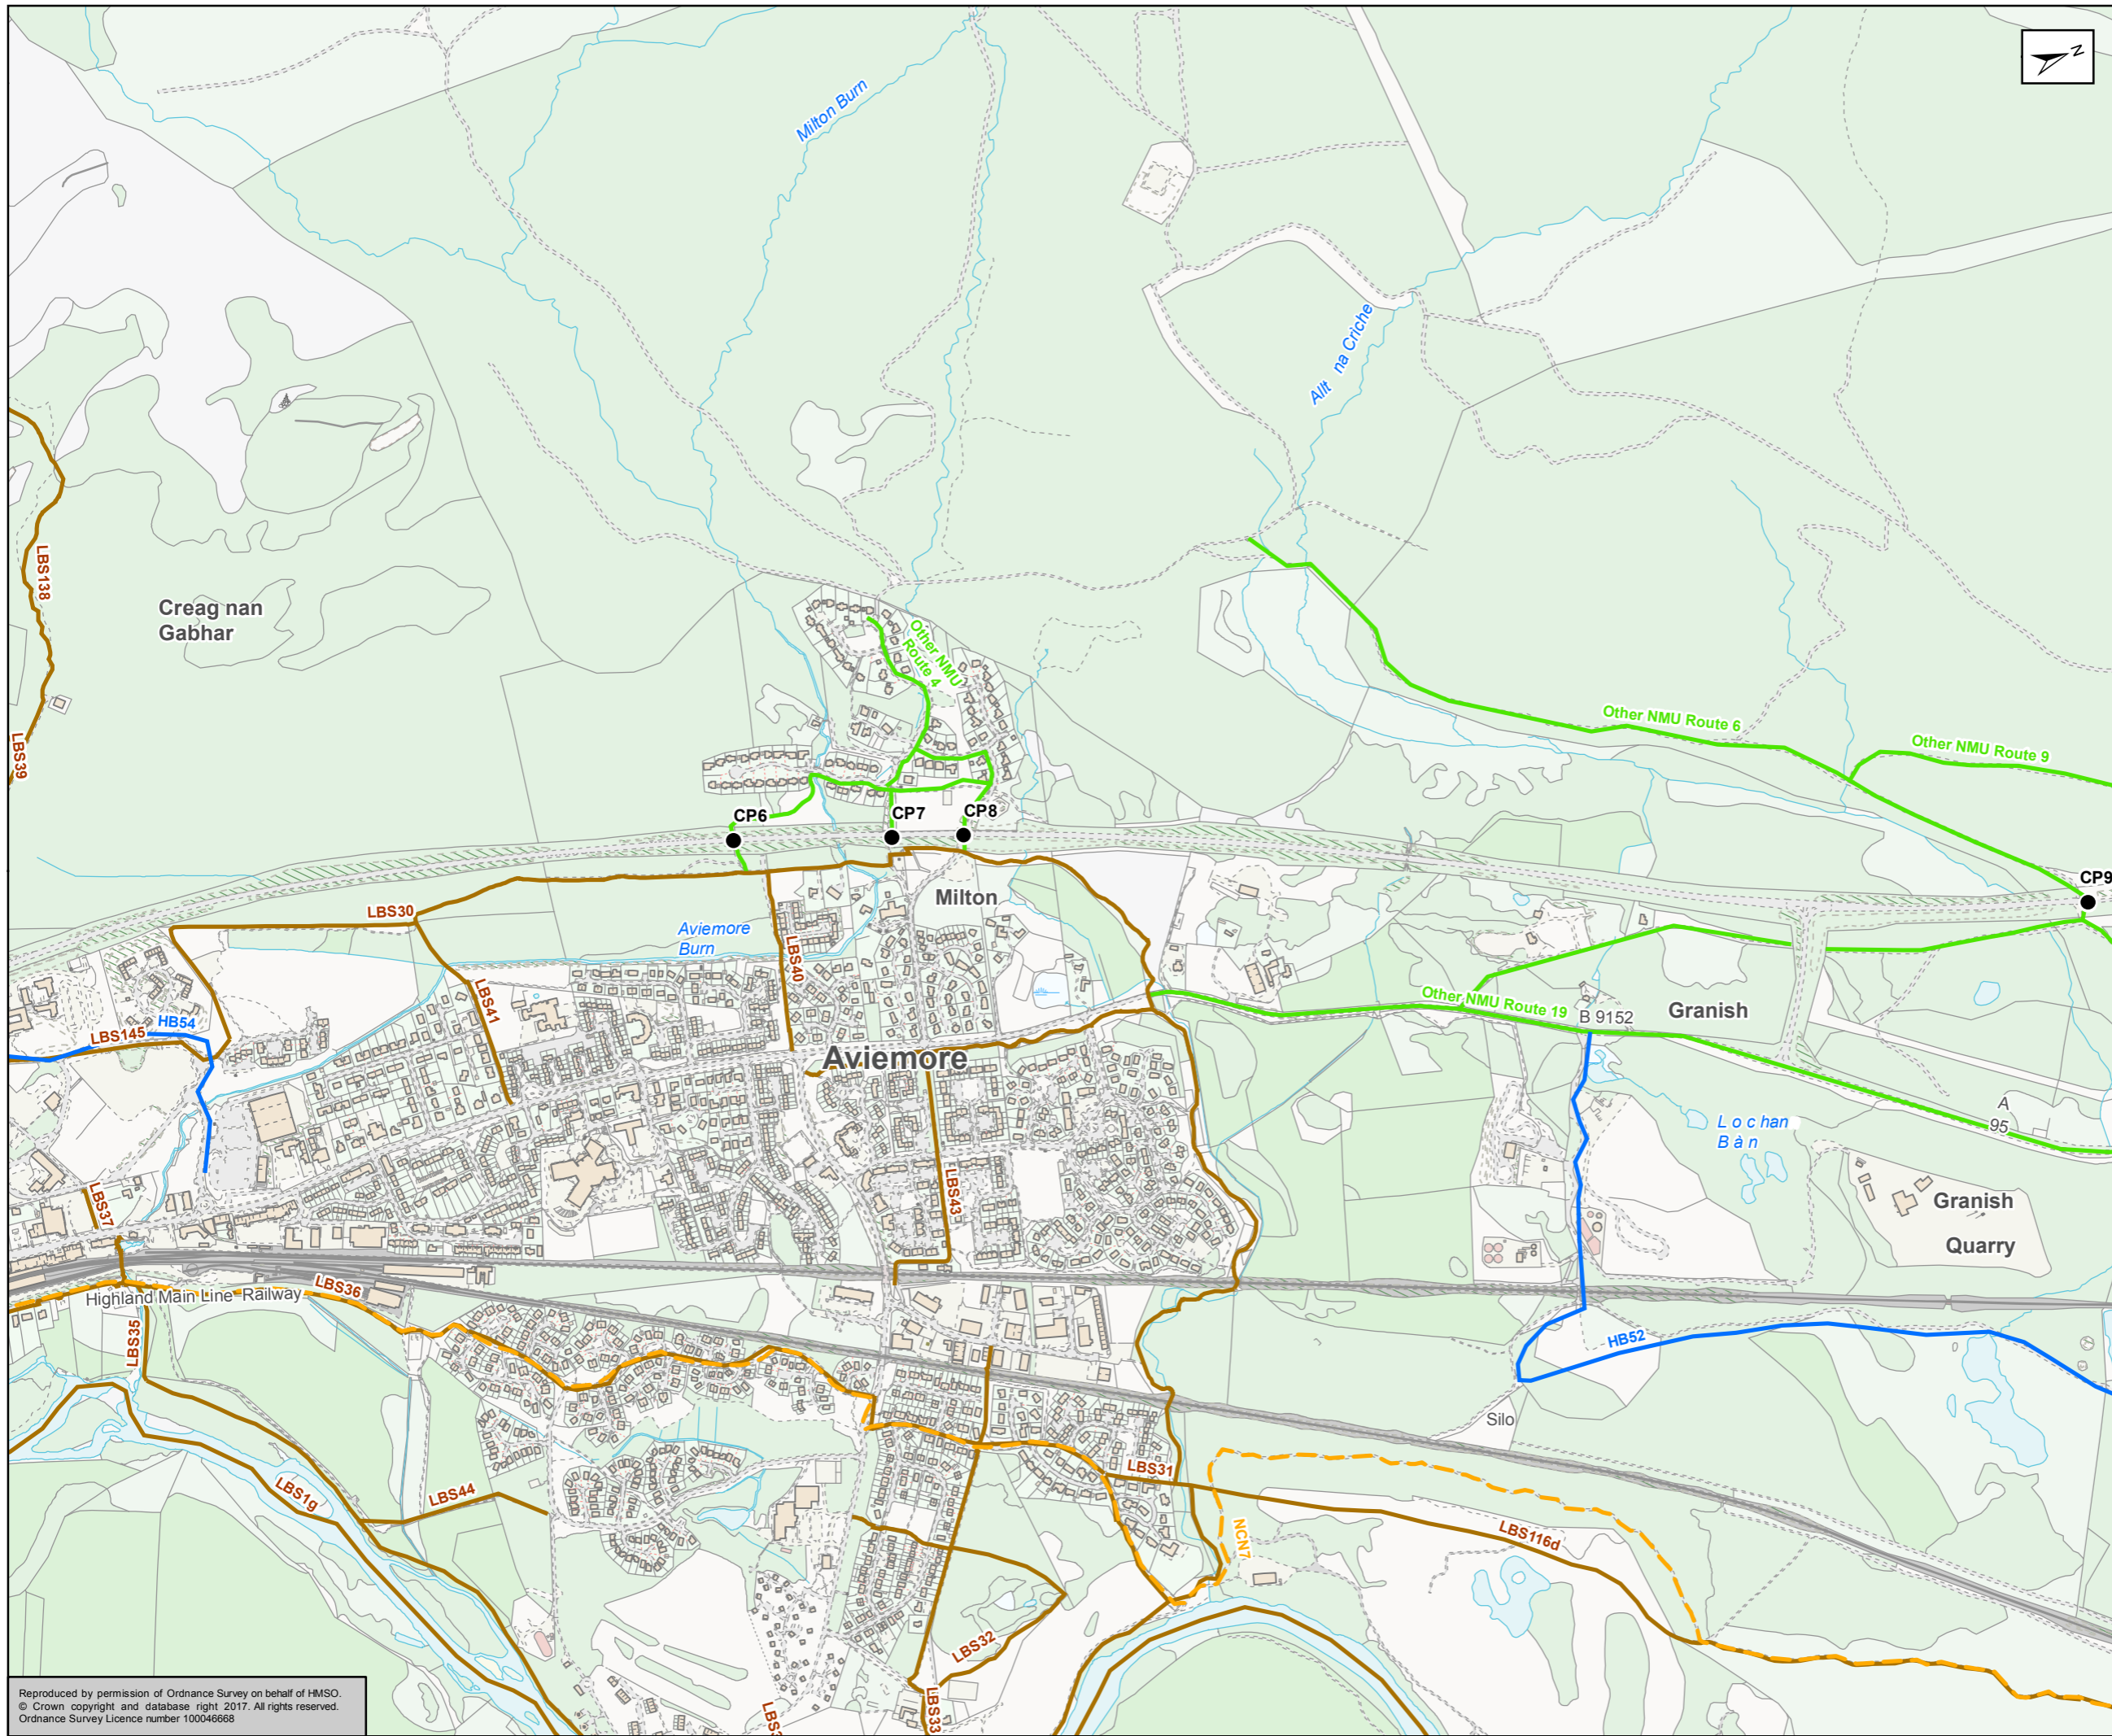 N
Milton Burn
Allt na Criche
LBS138
Creag nan
Gabhar
LBS39
Other NMU
Route 4
Other NMU Route 6
Other NMU Route 9
CP6
CP7
CP8
CP9
Milton
LBS30
Aviemore
Burn
LBS40
LBS41
Other NMU Route 19
B 9152
Granish
HB54
LBS145
Aviemore
A
95
Lochan
Bàn
LBS37
LBS43
Granish
Quarry
LBS36
Highland Main Line Railway
LBS35
HB52
Silo
LBS31
LBS1g
LBS44
NCN7
LBS116d
LBS32
LBS33
Reproduced by permission of Ordnance Survey on behalf of HMSO.
© Crown copyright and database right 2017. All rights reserved.
Ordnance Survey Licence number 100046668